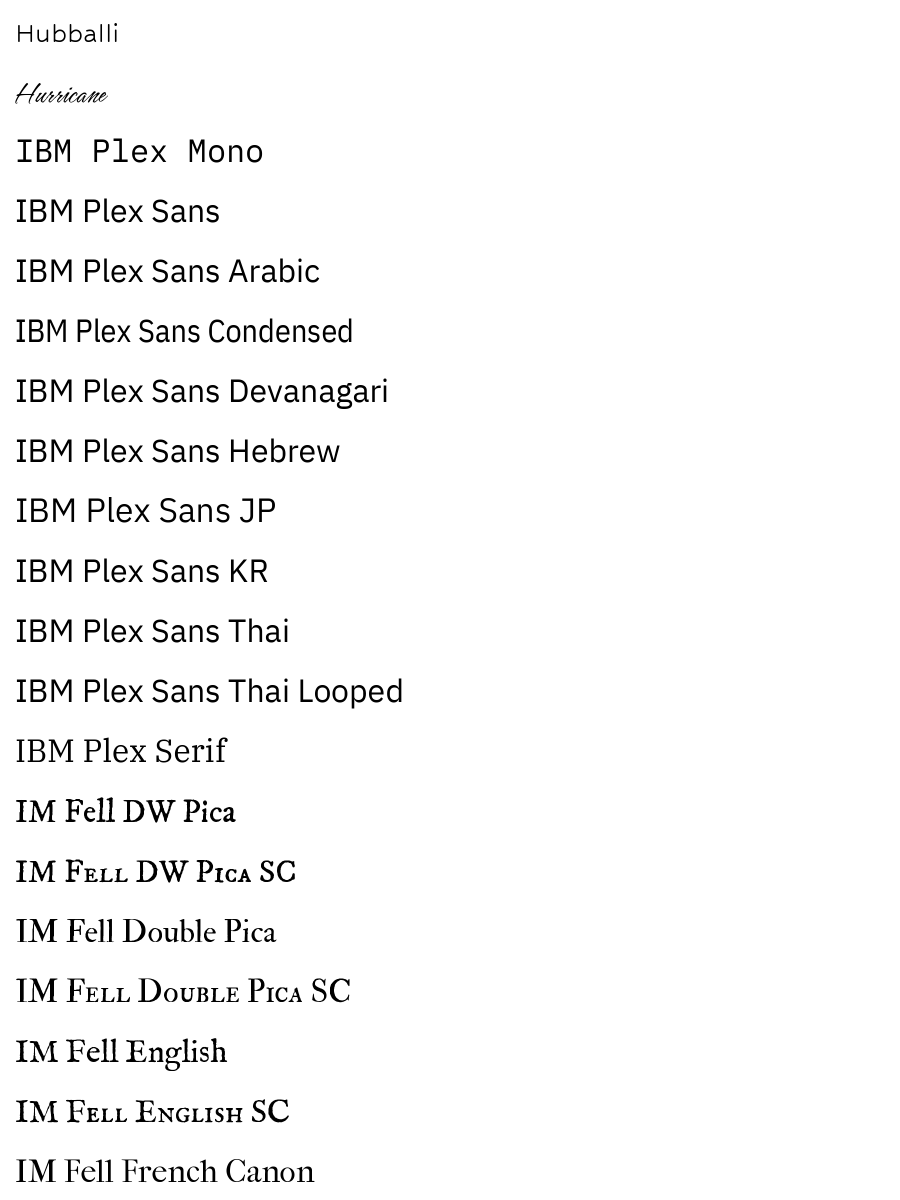 Hubballi
Hurricane
IBM Plex Mono
IBM Plex Sans
IBM Plex Sans Arabic
IBM Plex Sans Condensed
IBM Plex Sans Devanagari
IBM Plex Sans Hebrew
IBM Plex Sans JP
IBM Plex Sans KR
IBM Plex Sans Thai
IBM Plex Sans Thai Looped
IBM Plex Serif
IM Fell DW Pica
IM Fell DW Pica SC
IM Fell Double Pica
IM Fell Double Pica SC
IM Fell English
IM Fell English SC
IM Fell French Canon